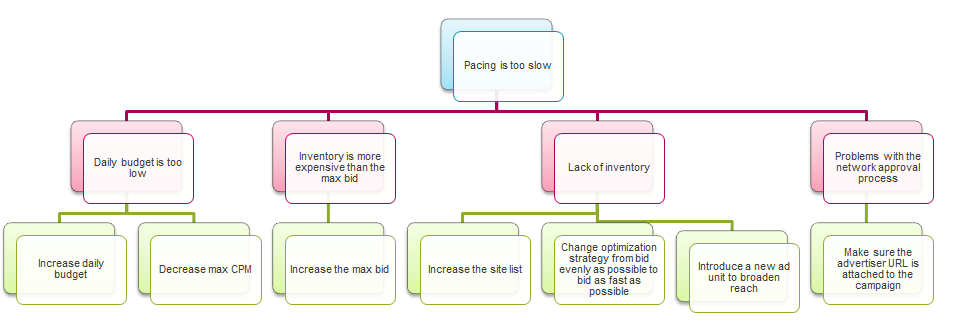 Pacing is too slow
Daily budget is too
low
Inventory is more
expensive than the
max bid
Lack of inventory
Problems with the
network approval
process
Increase daily
budget
Decrease max CPM
Increase the max bid
Increase the site list
Change optimization
strategy from bid
evenly as possible to
bid as fast as
possible
Introduce a new ad
unit to broaden
reach
Make sure the
advertiser URL is
attached to the
campaign